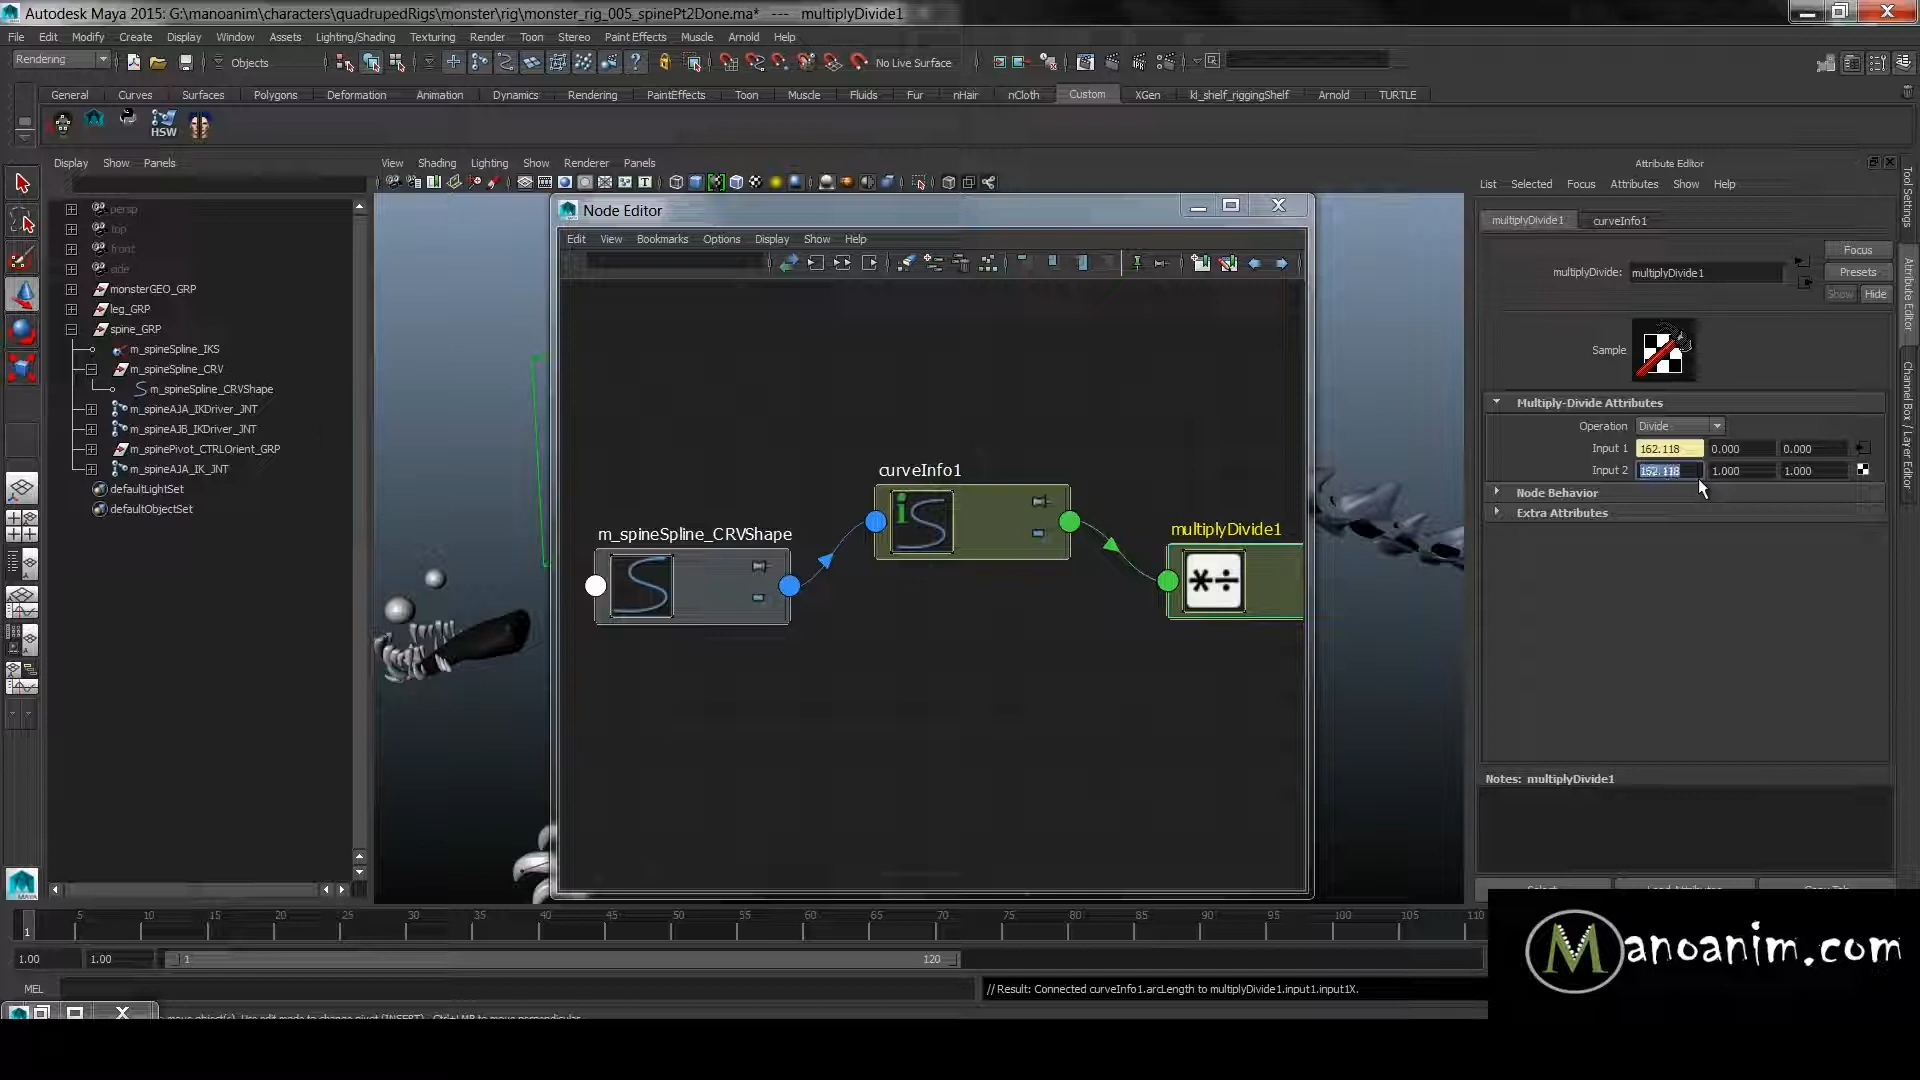 Autodesk Maya 2015: G:\manoanim\characters\quadrupedRigs\monster\rig\monster_rig_005_spinePt2Done.ma* --- multiplyDivide1
File Edit Modify Create Display Window Assets Lighting/Shading Texturing Render Toon Stereo Paint Effects Muscle Arnold Help
Rendering Objects No Live Surface
General Curves Surfaces Polygons Deformation Animation Dynamics Rendering PaintEffects Toon Muscle Fluids Fur nHair nCloth Custom XGen kl_shelf_riggingShelf Arnold TURTLE
HSW
Display Show Panels
View Shading Lighting Show Renderer Panels
Attribute Editor
List Selected Focus Attributes Show Help
persp
top
front
side
monsterGEO_GRP
leg_GRP
spine_GRP
m_spineSpline_IKS
m_spineSpline_CRV
m_spineSpline_CRVShape
m_spineAJA_IKDriver_JNT
m_spineAJB_IKDriver_JNT
m_spinePivot_CTRLOrient_GRP
m_spineAJA_IK_JNT
defaultLightSet
defaultObjectSet
Node Editor
Edit View Bookmarks Options Display Show Help
curveInfo1
m_spineSpline_CRVShape
multiplyDivide1
multiplyDivide1 curveInfo1
Focus
multiplyDivide: multiplyDivide1
Presets
Show Hide
Sample
Multiply-Divide Attributes
Operation Divide
Input 1 162.118 0.000 0.000
Input 2 162.118 1.000 1.000
Node Behavior
Extra Attributes
Notes: multiplyDivide1
Tool Settings
Attribute Editor
Channel Box / Layer Editor
5 10 15 20 25 30 35 40 45 50 55 60 65 70 75 80 85 90 95 100 105 110
1
1.00 1.00 1 120
MEL
// Result: Connected curveInfo1.arcLength to multiplyDivide1.input1.input1X.
Manoanim.com